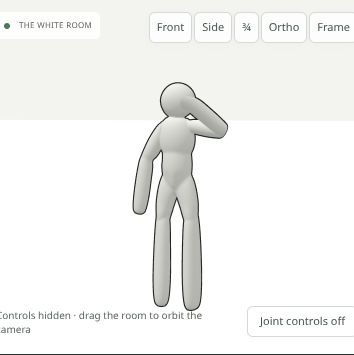 THE WHITE ROOM
Front Side ¾ Ortho Frame
Controls hidden · drag the room to orbit the
camera
Joint controls off